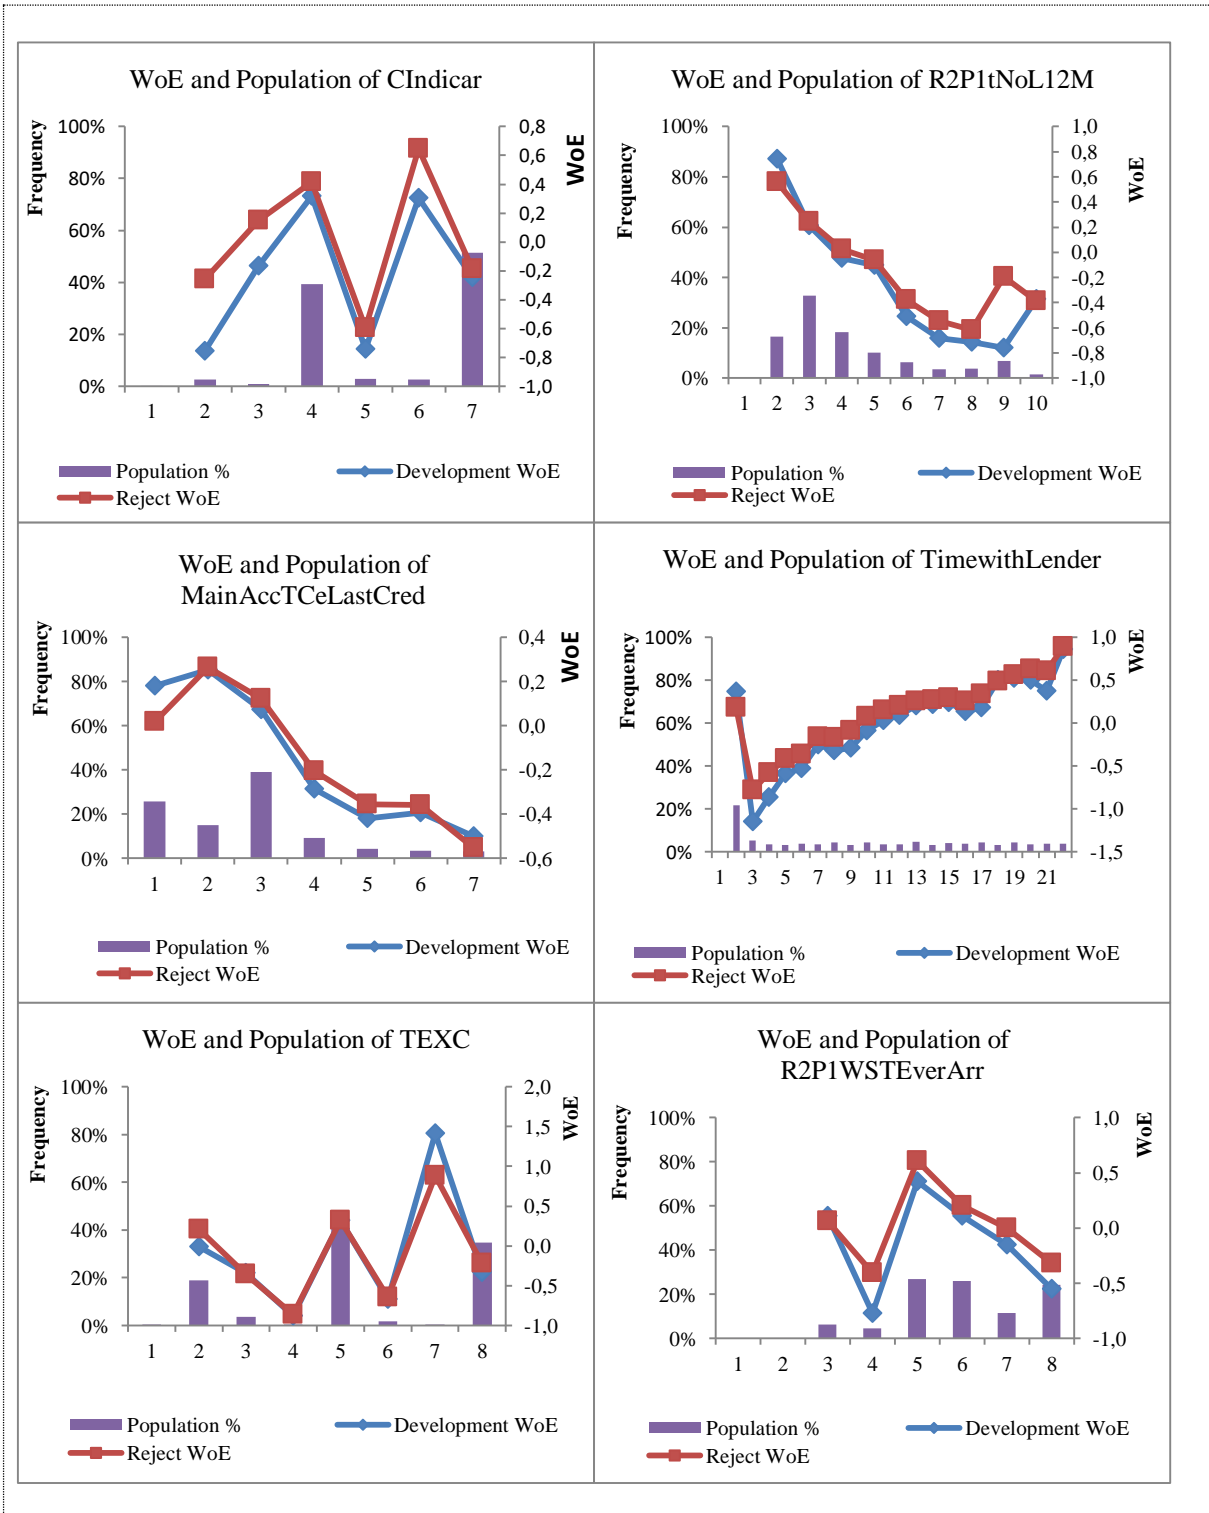 WoE and Population of CIndicar
Frequency
WoE
100%
80%
60%
40%
20%
0%
0,8
0,6
0,4
0,2
0,0
-0,2
-0,4
-0,6
-0,8
-1,0
1 2 3 4 5 6 7
Population % Development WoE
Reject WoE
WoE and Population of R2P1tNoL12M
Frequency
WoE
100%
80%
60%
40%
20%
0%
1,0
0,8
0,6
0,4
0,2
0,0
-0,2
-0,4
-0,6
-0,8
-1,0
1 2 3 4 5 6 7 8 9 10
Population % Development WoE
Reject WoE
WoE and Population of
MainAccTCeLastCred
Frequency
WoE
100%
80%
60%
40%
20%
0%
0,4
0,2
0,0
-0,2
-0,4
-0,6
1 2 3 4 5 6 7
Population % Development WoE
Reject WoE
WoE and Population of TimewithLender
Frequency
WoE
100%
80%
60%
40%
20%
0%
1,0
0,5
0,0
-0,5
-1,0
-1,5
1 3 5 7 9 11 13 15 17 19 21
Population % Development WoE
Reject WoE
WoE and Population of TEXC
Frequency
WoE
100%
80%
60%
40%
20%
0%
2,0
1,5
1,0
0,5
0,0
-0,5
-1,0
1 2 3 4 5 6 7 8
Population % Development WoE
Reject WoE
WoE and Population of
R2P1WSTEverArr
Frequency
WoE
100%
80%
60%
40%
20%
0%
1,0
0,5
0,0
-0,5
-1,0
1 2 3 4 5 6 7 8
Population % Development WoE
Reject WoE